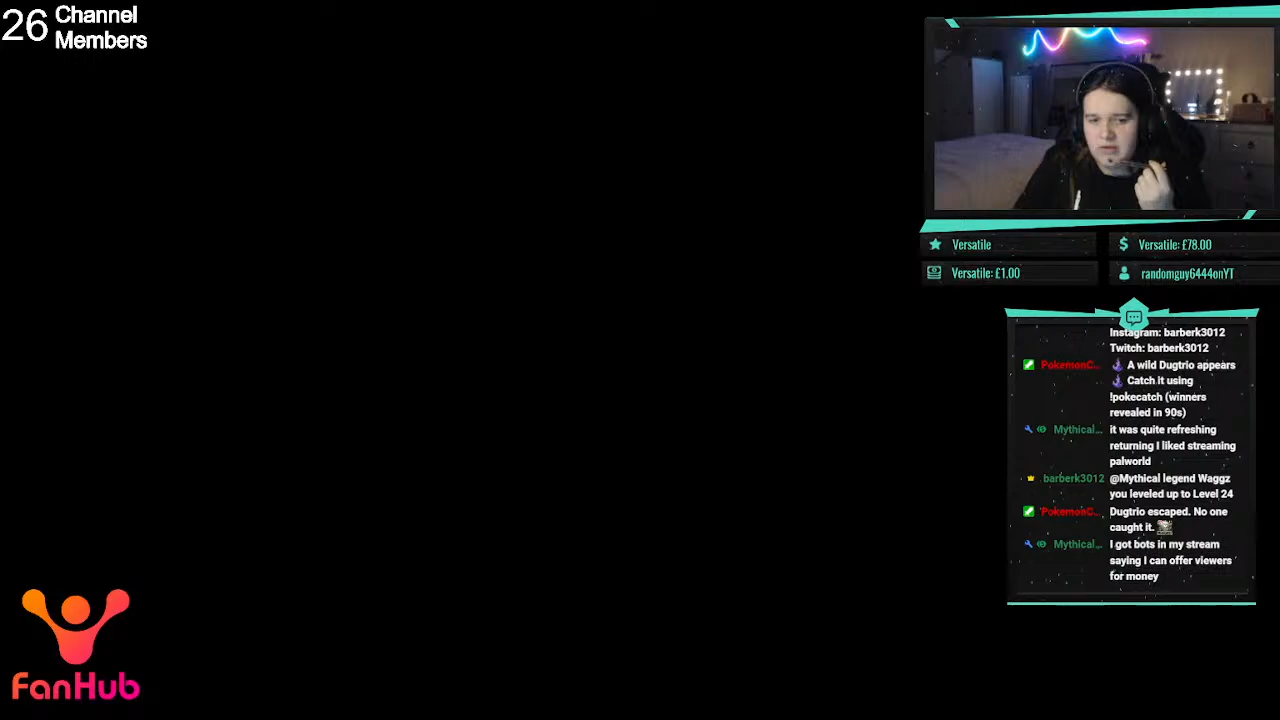 26 Channel
Members
Versatile
Versatile: £78.00
Versatile: £1.00
randomguy6444onYT
Instagram: barberk3012
Twitch: barberk3012
PokemonC... A wild Dugtrio appears
Catch it using
!pokecatch (winners
revealed in 90s)
Mythical... it was quite refreshing
returning I liked streaming
palworld
barberk3012 @Mythical legend Waggz
you leveled up to Level 24
PokemonC... Dugtrio escaped. No one
caught it.
Mythical... I got bots in my stream
saying I can offer viewers
for money
FanHub